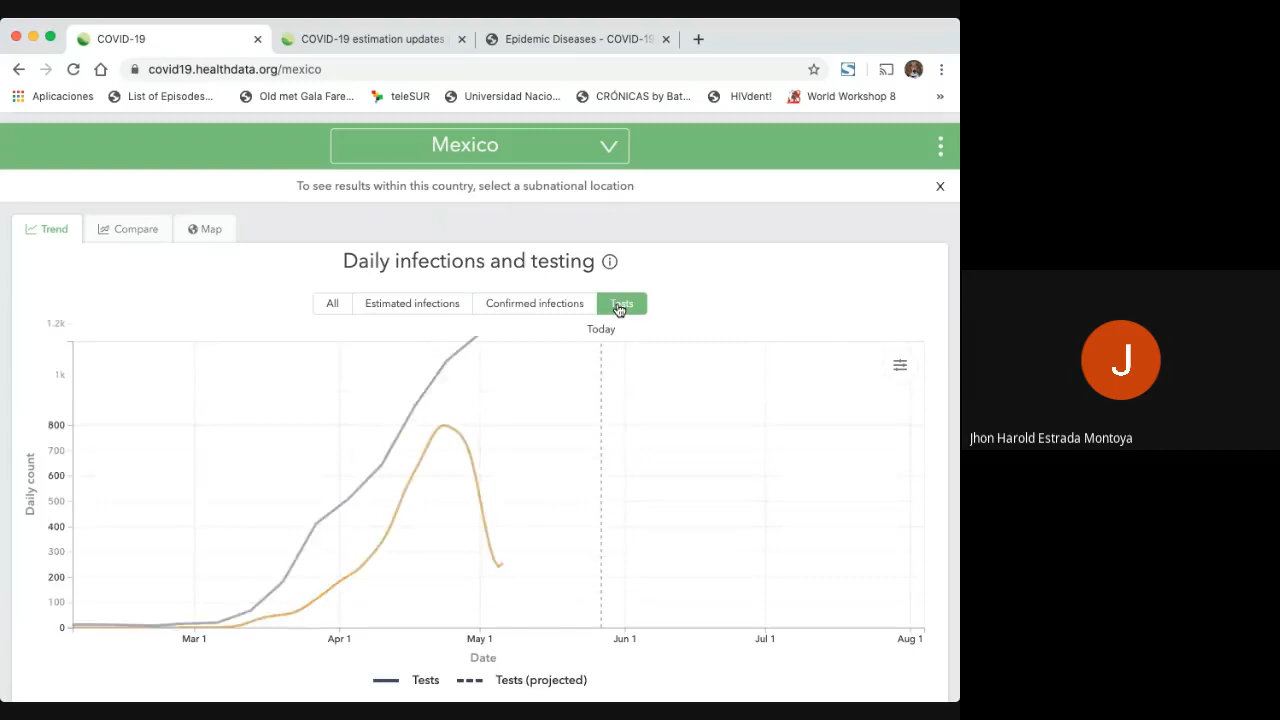 COVID-19
COVID-19 estimation updates
Epidemic Diseases - COVID-19
covid19.healthdata.org/mexico
Aplicaciones
List of Episodes...
Old met Gala Fare...
teleSUR
Universidad Nacio...
CRÓNICAS by Bat...
HIVdent!
World Workshop 8
»
Mexico
To see results within this country, select a subnational location
X
Trend
Compare
Map
Daily infections and testing
All
Estimated infections
Confirmed infections
Tests
Today
1.2k
1k
800
700
600
500
400
300
200
100
0
Daily count
Mar 1
Apr 1
May 1
Jun 1
Jul 1
Aug 1
Date
Tests
Tests (projected)
J
Jhon Harold Estrada Montoya